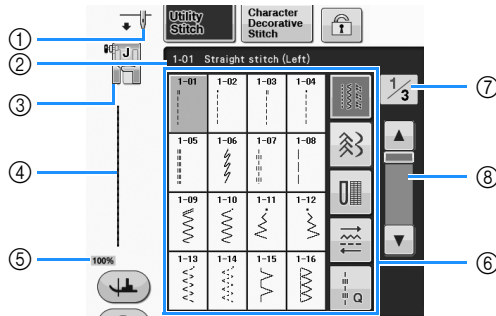 Utility
Stitch
Character
Decorative
Stitch
①
②
1-01 Straight stitch (Left)
J
③
1-01 1-02 1-03 1-04
1/3
⑦
1-05 1-06 1-07 1-08
④
⑧
1-09 1-10 1-11 1-12
⑤
100%
⑥
1-13 1-14 1-15 1-16
Q